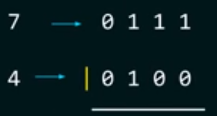 7 → 0 1 1 1
4 → | 0 1 0 0